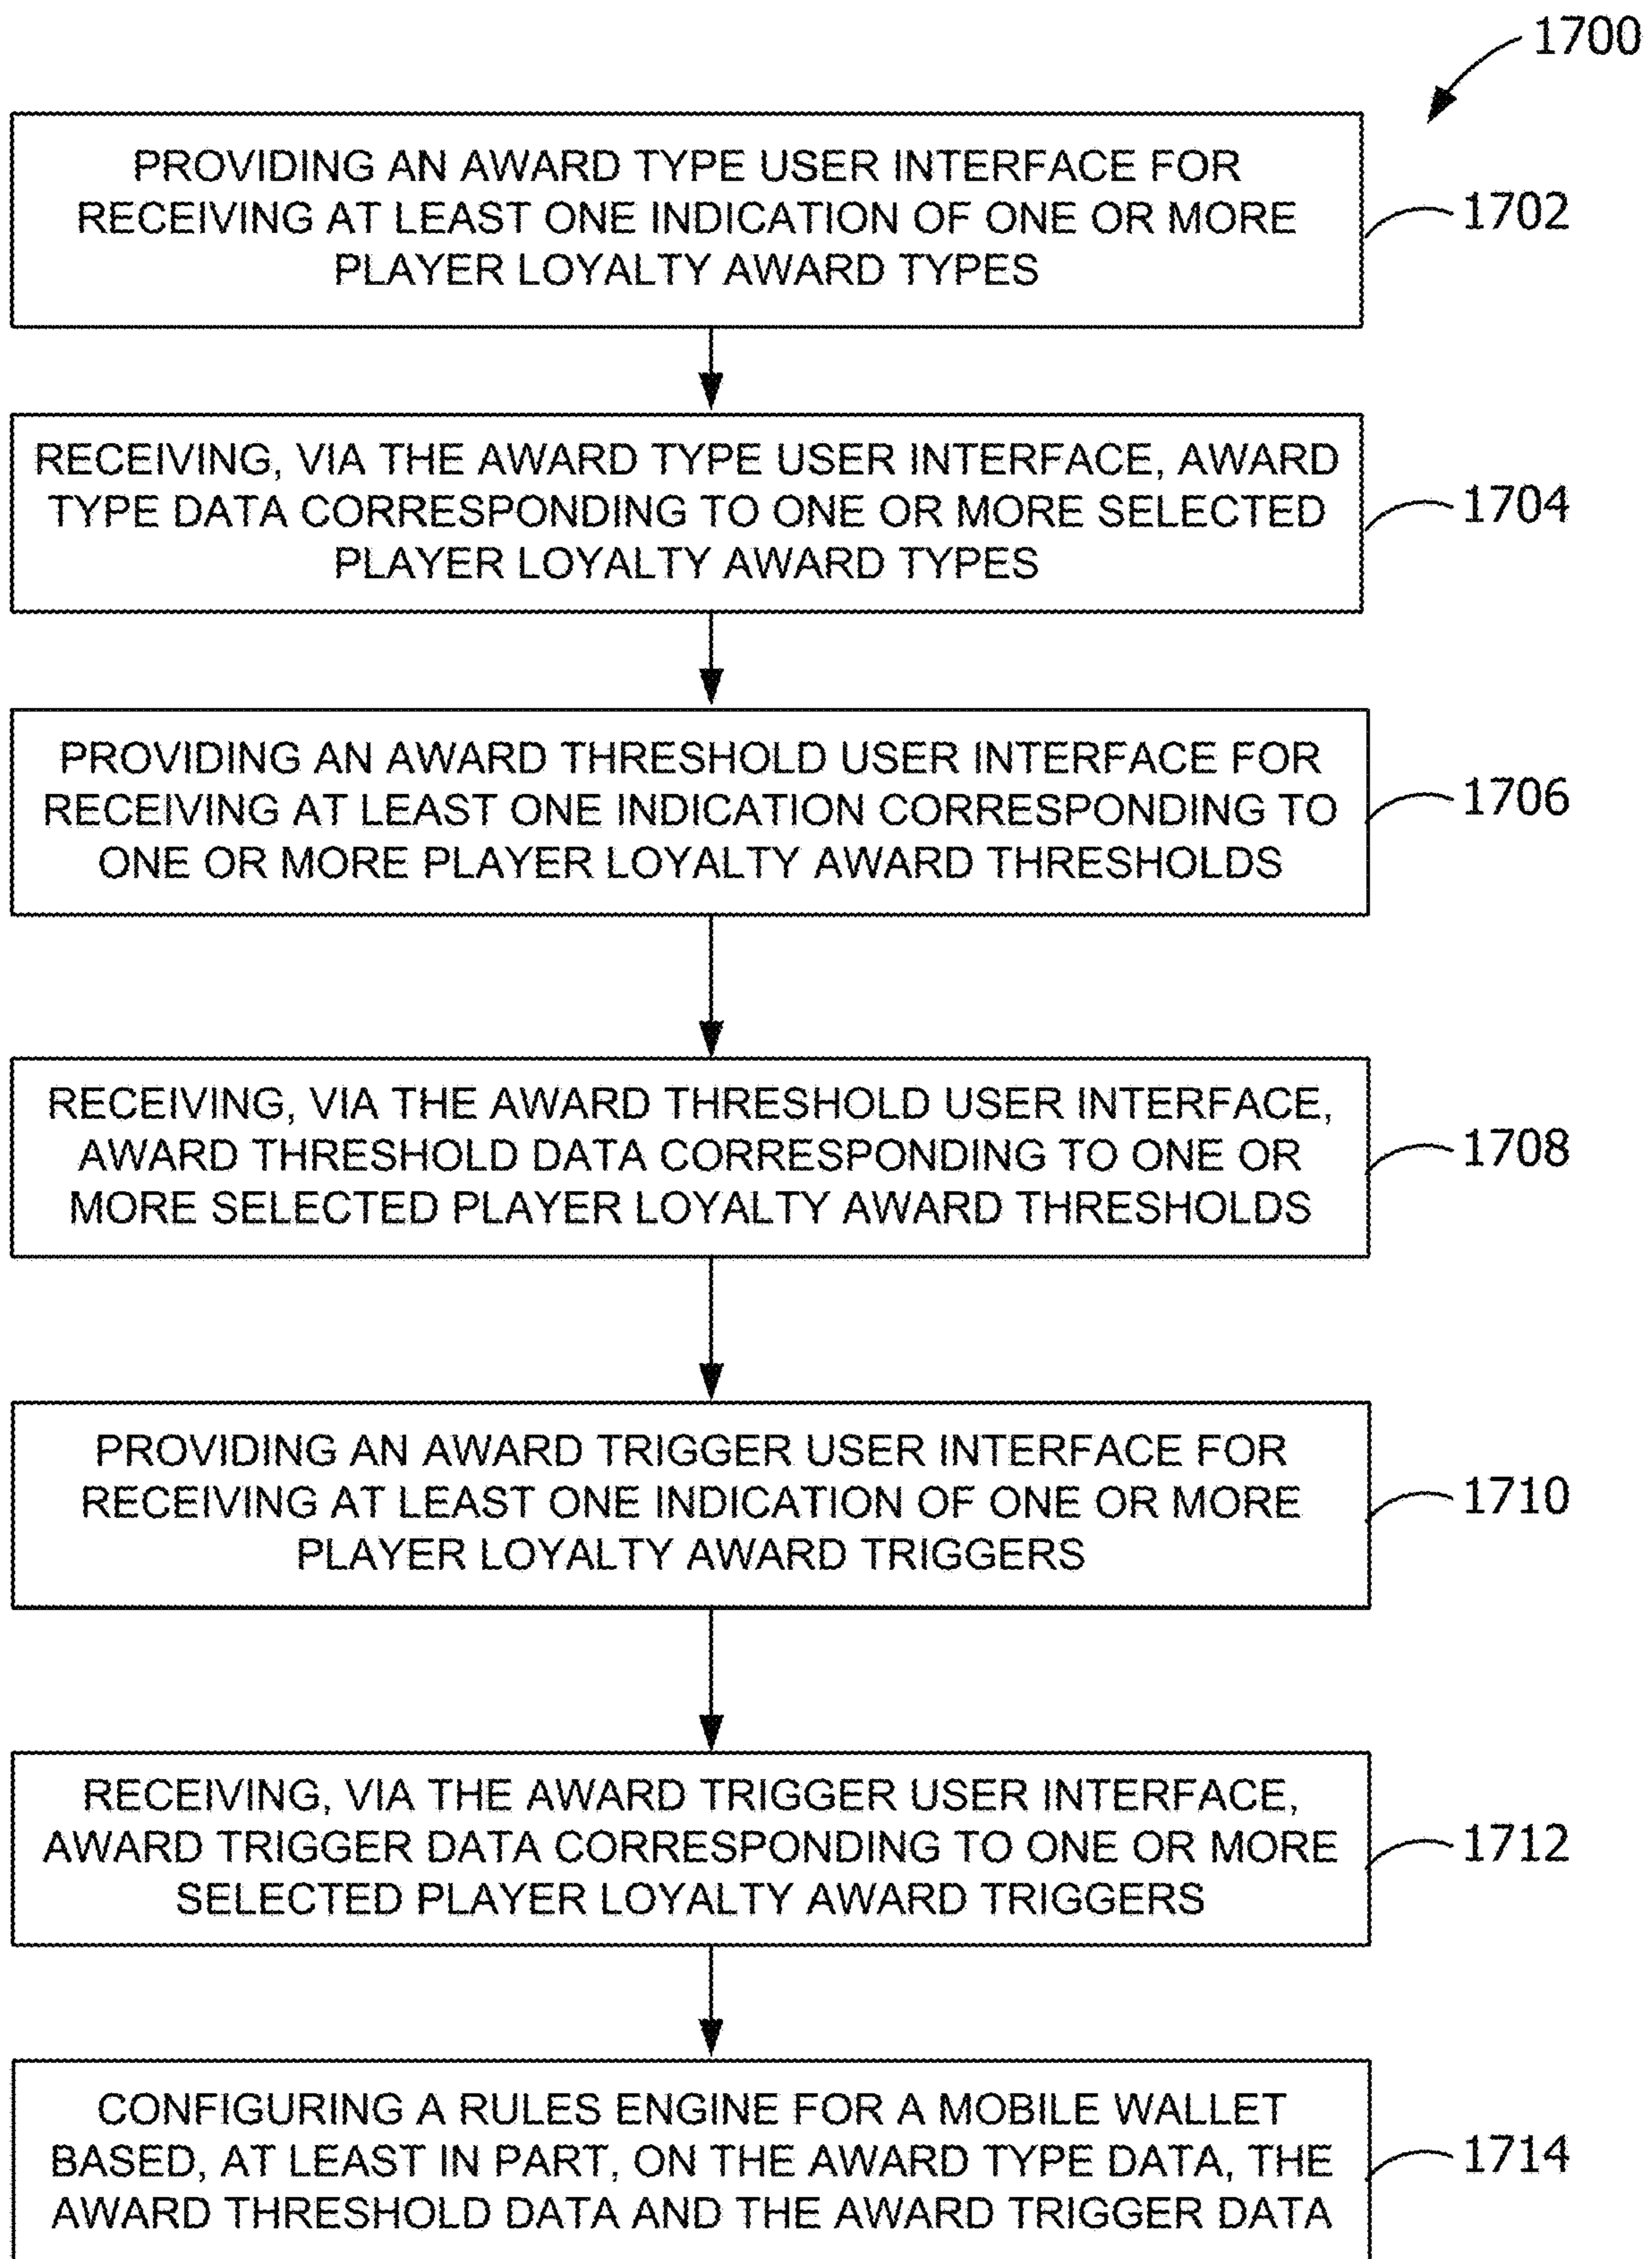 1700
PROVIDING AN AWARD TYPE USER INTERFACE FOR
RECEIVING AT LEAST ONE INDICATION OF ONE OR MORE
PLAYER LOYALTY AWARD TYPES
1702
RECEIVING, VIA THE AWARD TYPE USER INTERFACE, AWARD
TYPE DATA CORRESPONDING TO ONE OR MORE SELECTED
PLAYER LOYALTY AWARD TYPES
1704
PROVIDING AN AWARD THRESHOLD USER INTERFACE FOR
RECEIVING AT LEAST ONE INDICATION CORRESPONDING TO
ONE OR MORE PLAYER LOYALTY AWARD THRESHOLDS
1706
RECEIVING, VIA THE AWARD THRESHOLD USER INTERFACE,
AWARD THRESHOLD DATA CORRESPONDING TO ONE OR
MORE SELECTED PLAYER LOYALTY AWARD THRESHOLDS
1708
PROVIDING AN AWARD TRIGGER USER INTERFACE FOR
RECEIVING AT LEAST ONE INDICATION OF ONE OR MORE
PLAYER LOYALTY AWARD TRIGGERS
1710
RECEIVING, VIA THE AWARD TRIGGER USER INTERFACE,
AWARD TRIGGER DATA CORRESPONDING TO ONE OR MORE
SELECTED PLAYER LOYALTY AWARD TRIGGERS
1712
CONFIGURING A RULES ENGINE FOR A MOBILE WALLET
BASED, AT LEAST IN PART, ON THE AWARD TYPE DATA, THE
AWARD THRESHOLD DATA AND THE AWARD TRIGGER DATA
1714